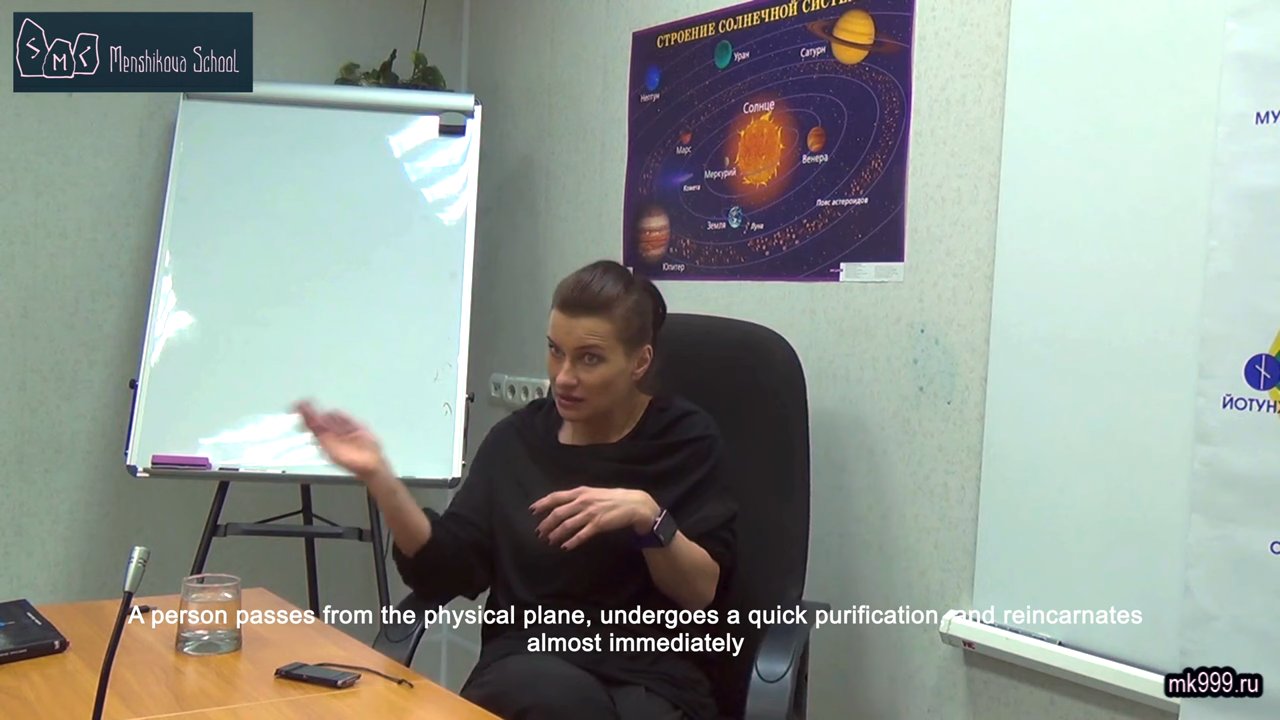 SMS Menshikova School
СТРОЕНИЕ СОЛНЕЧНОЙ СИСТЕМЫ
Уран
Сатурн
Нептун
Солнце
Марс
Венера
Меркурий
Комета
Пояс астероидов
Земля
Луна
Юпитер
МУ
ЙОТУН
A person passes from the physical plane, undergoes a quick purification, and reincarnates
almost immediately
mk999.ru